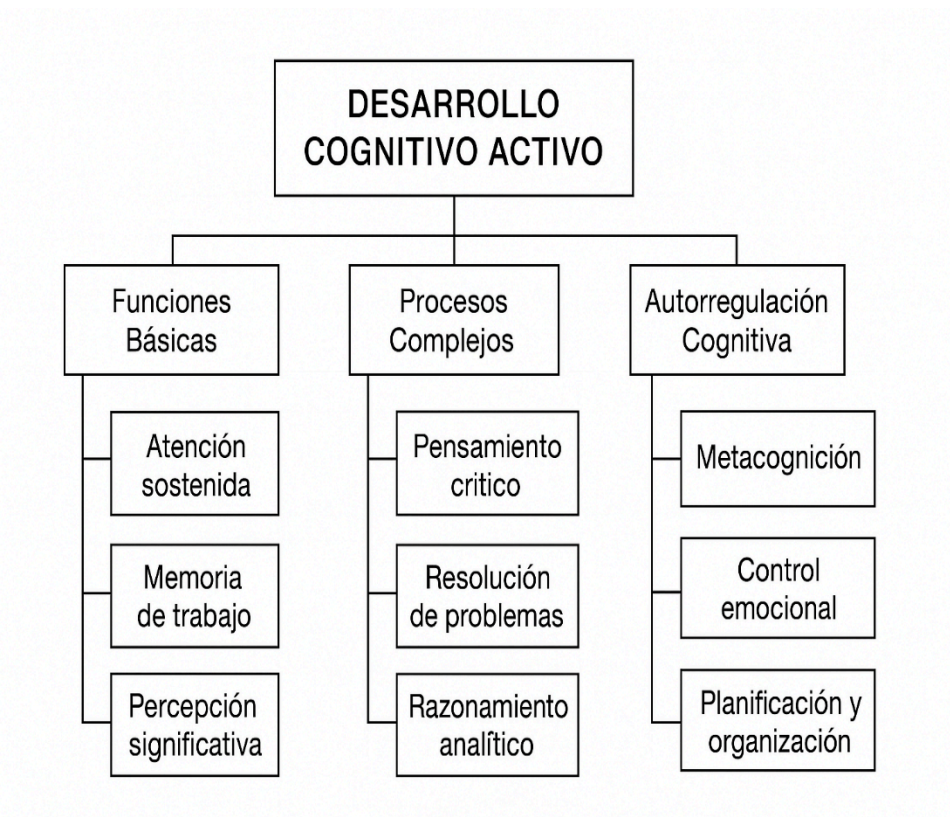 DESARROLLO
COGNITIVO ACTIVO
Funciones
Básicas
Atención
sostenida
Memoria
de trabajo
Percepción
significativa
Procesos
Complejos
Pensamiento
critico
Resolución
de problemas
Razonamiento
analítico
Autorregulación
Cognitiva
Metacognición
Control
emocional
Planificación y
organización